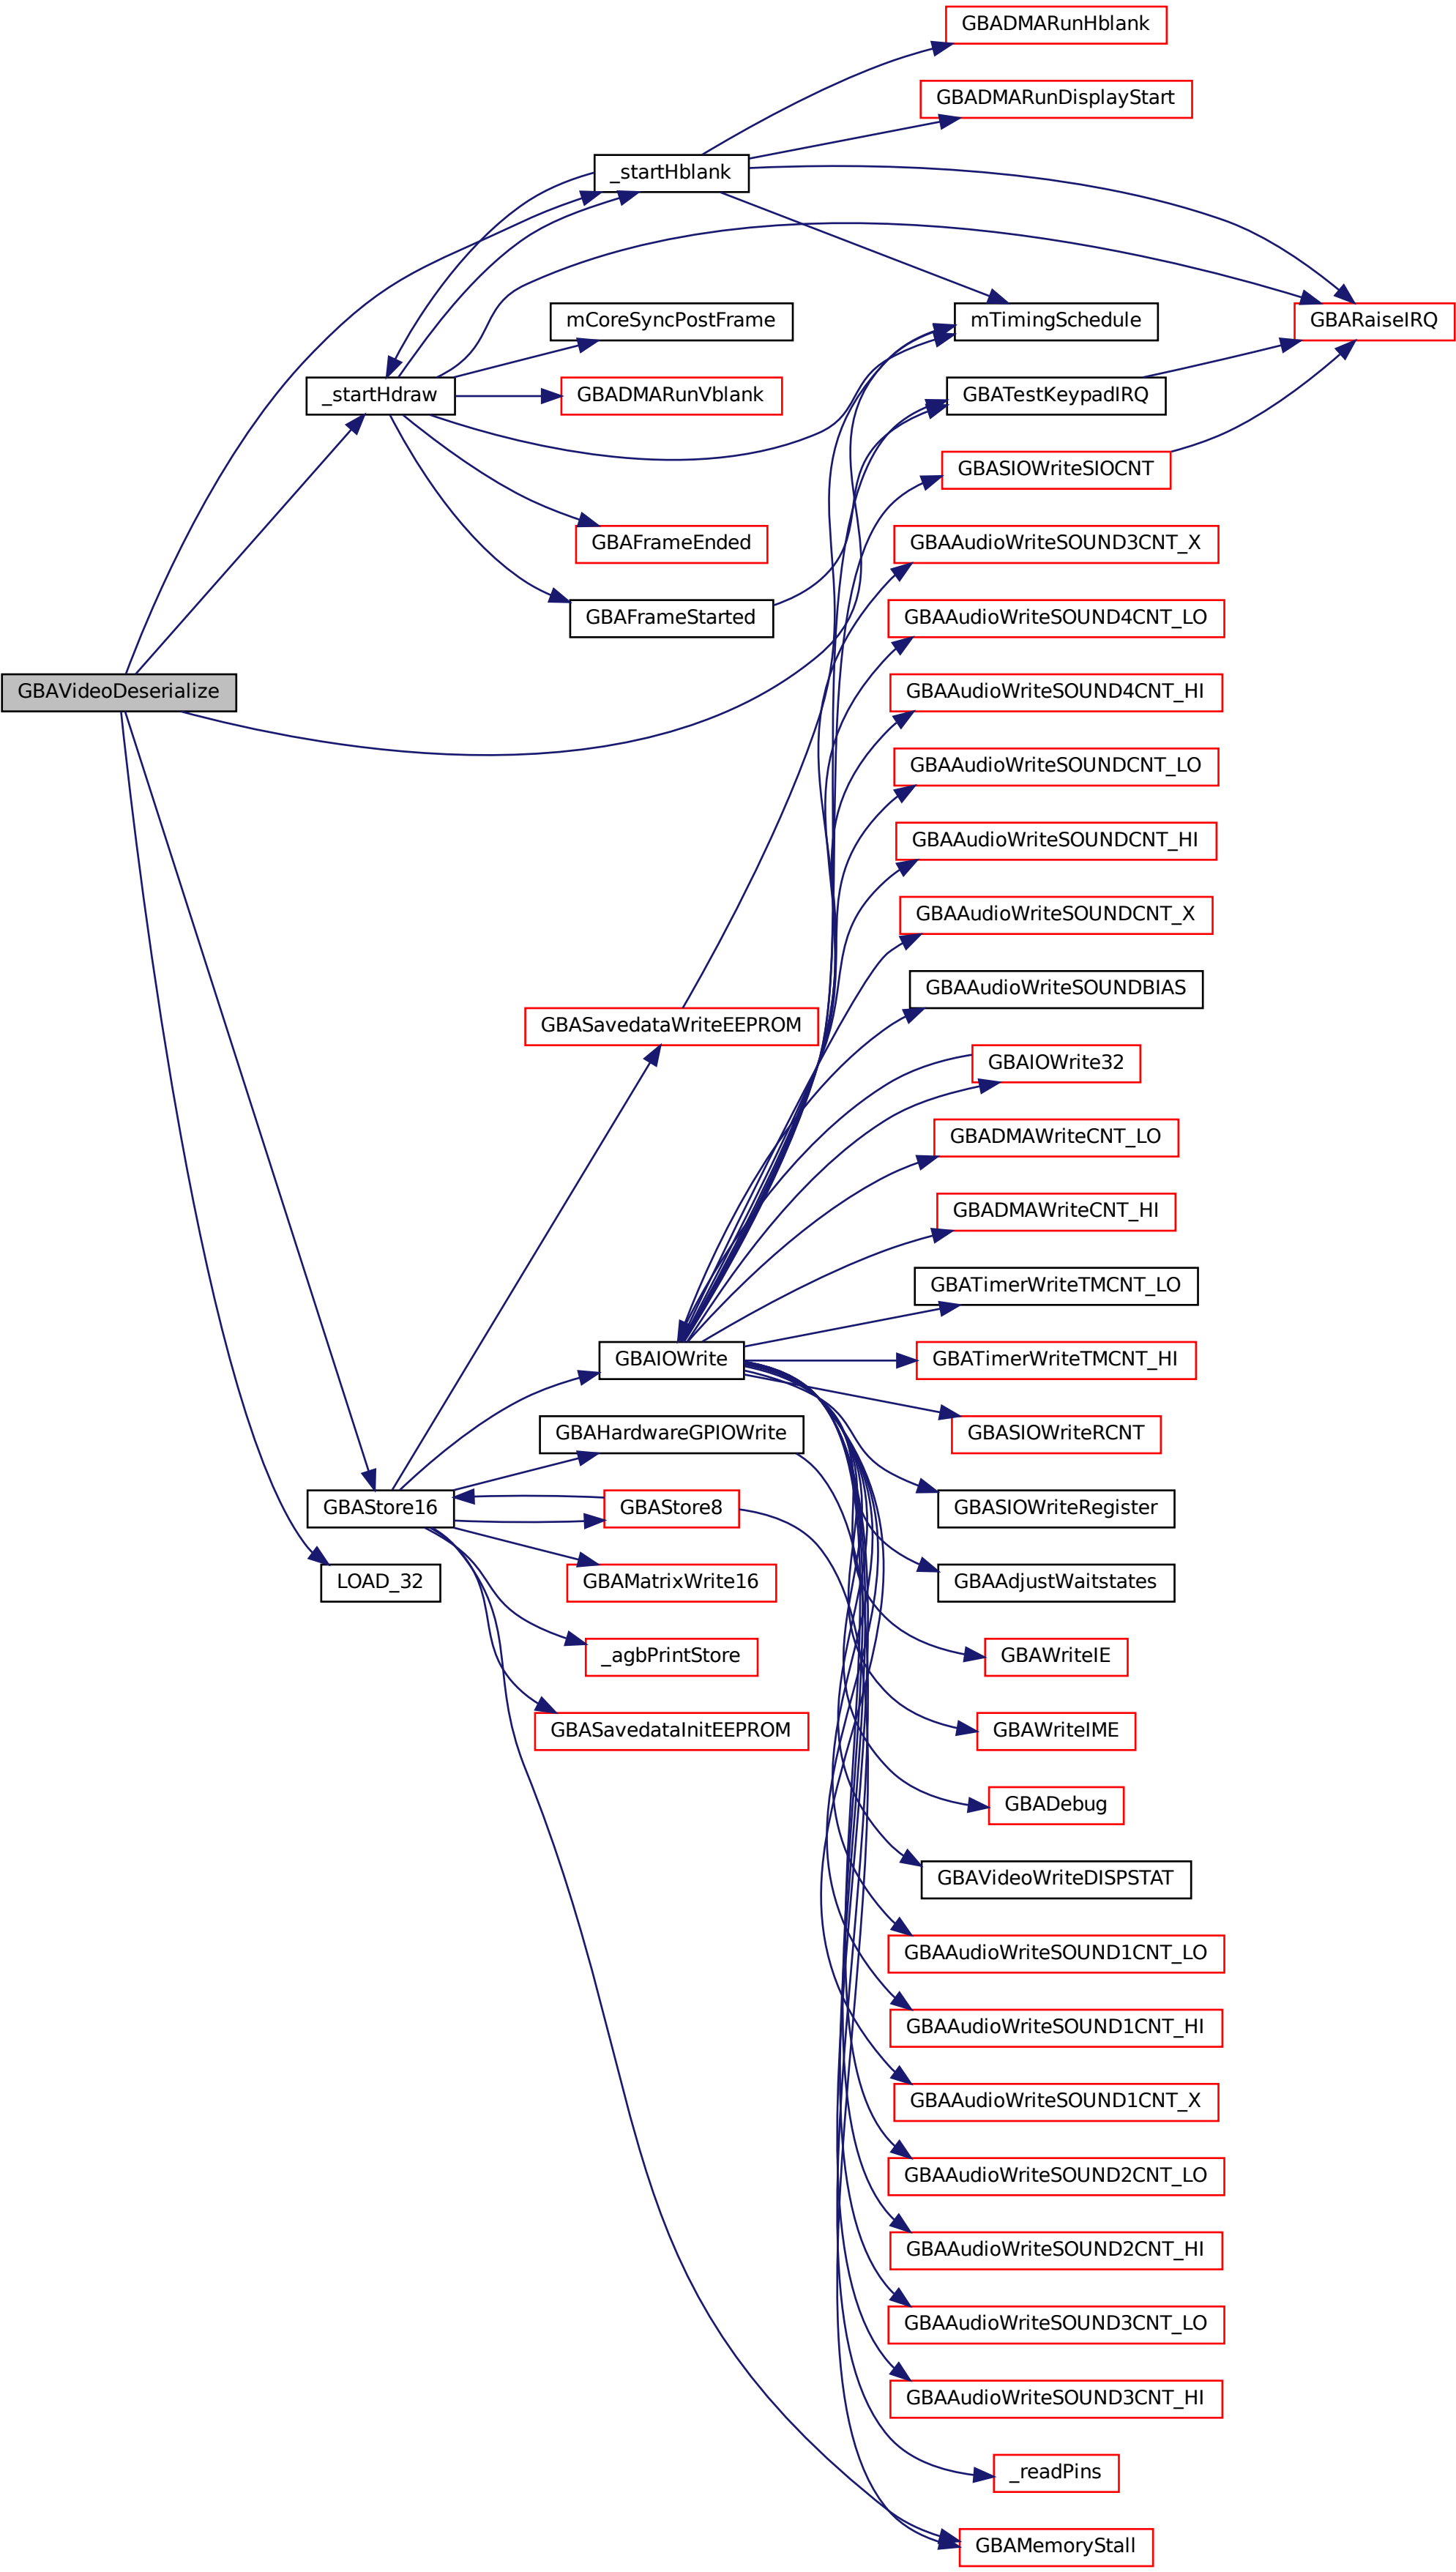 GBADMARunHblank
GBADMARunDisplayStart
_startHblank
mCoreSyncPostFrame
mTimingSchedule
GBARaiseIRQ
_startHdraw
GBADMARunVblank
GBATestKeypadIRQ
GBASIOWriteSIOCNT
GBAFrameEnded
GBAAudioWriteSOUND3CNT_X
GBAFrameStarted
GBAAudioWriteSOUND4CNT_LO
GBAVideoDeserialize
GBAAudioWriteSOUND4CNT_HI
GBAAudioWriteSOUNDCNT_LO
GBAAudioWriteSOUNDCNT_HI
GBAAudioWriteSOUNDCNT_X
GBAAudioWriteSOUNDBIAS
GBASavedataWriteEEPROM
GBAIOWrite32
GBADMAWriteCNT_LO
GBADMAWriteCNT_HI
GBATimerWriteTMCNT_LO
GBAIOWrite
GBATimerWriteTMCNT_HI
GBAHardwareGPIOWrite
GBASIOWriteRCNT
GBAStore16
GBAStore8
GBASIOWriteRegister
LOAD_32
GBAMatrixWrite16
GBAAdjustWaitstates
_agbPrintStore
GBAWriteIE
GBASavedataInitEEPROM
GBAWriteIME
GBADebug
GBAVideoWriteDISPSTAT
GBAAudioWriteSOUND1CNT_LO
GBAAudioWriteSOUND1CNT_HI
GBAAudioWriteSOUND1CNT_X
GBAAudioWriteSOUND2CNT_LO
GBAAudioWriteSOUND2CNT_HI
GBAAudioWriteSOUND3CNT_LO
GBAAudioWriteSOUND3CNT_HI
_readPins
GBAMemoryStall